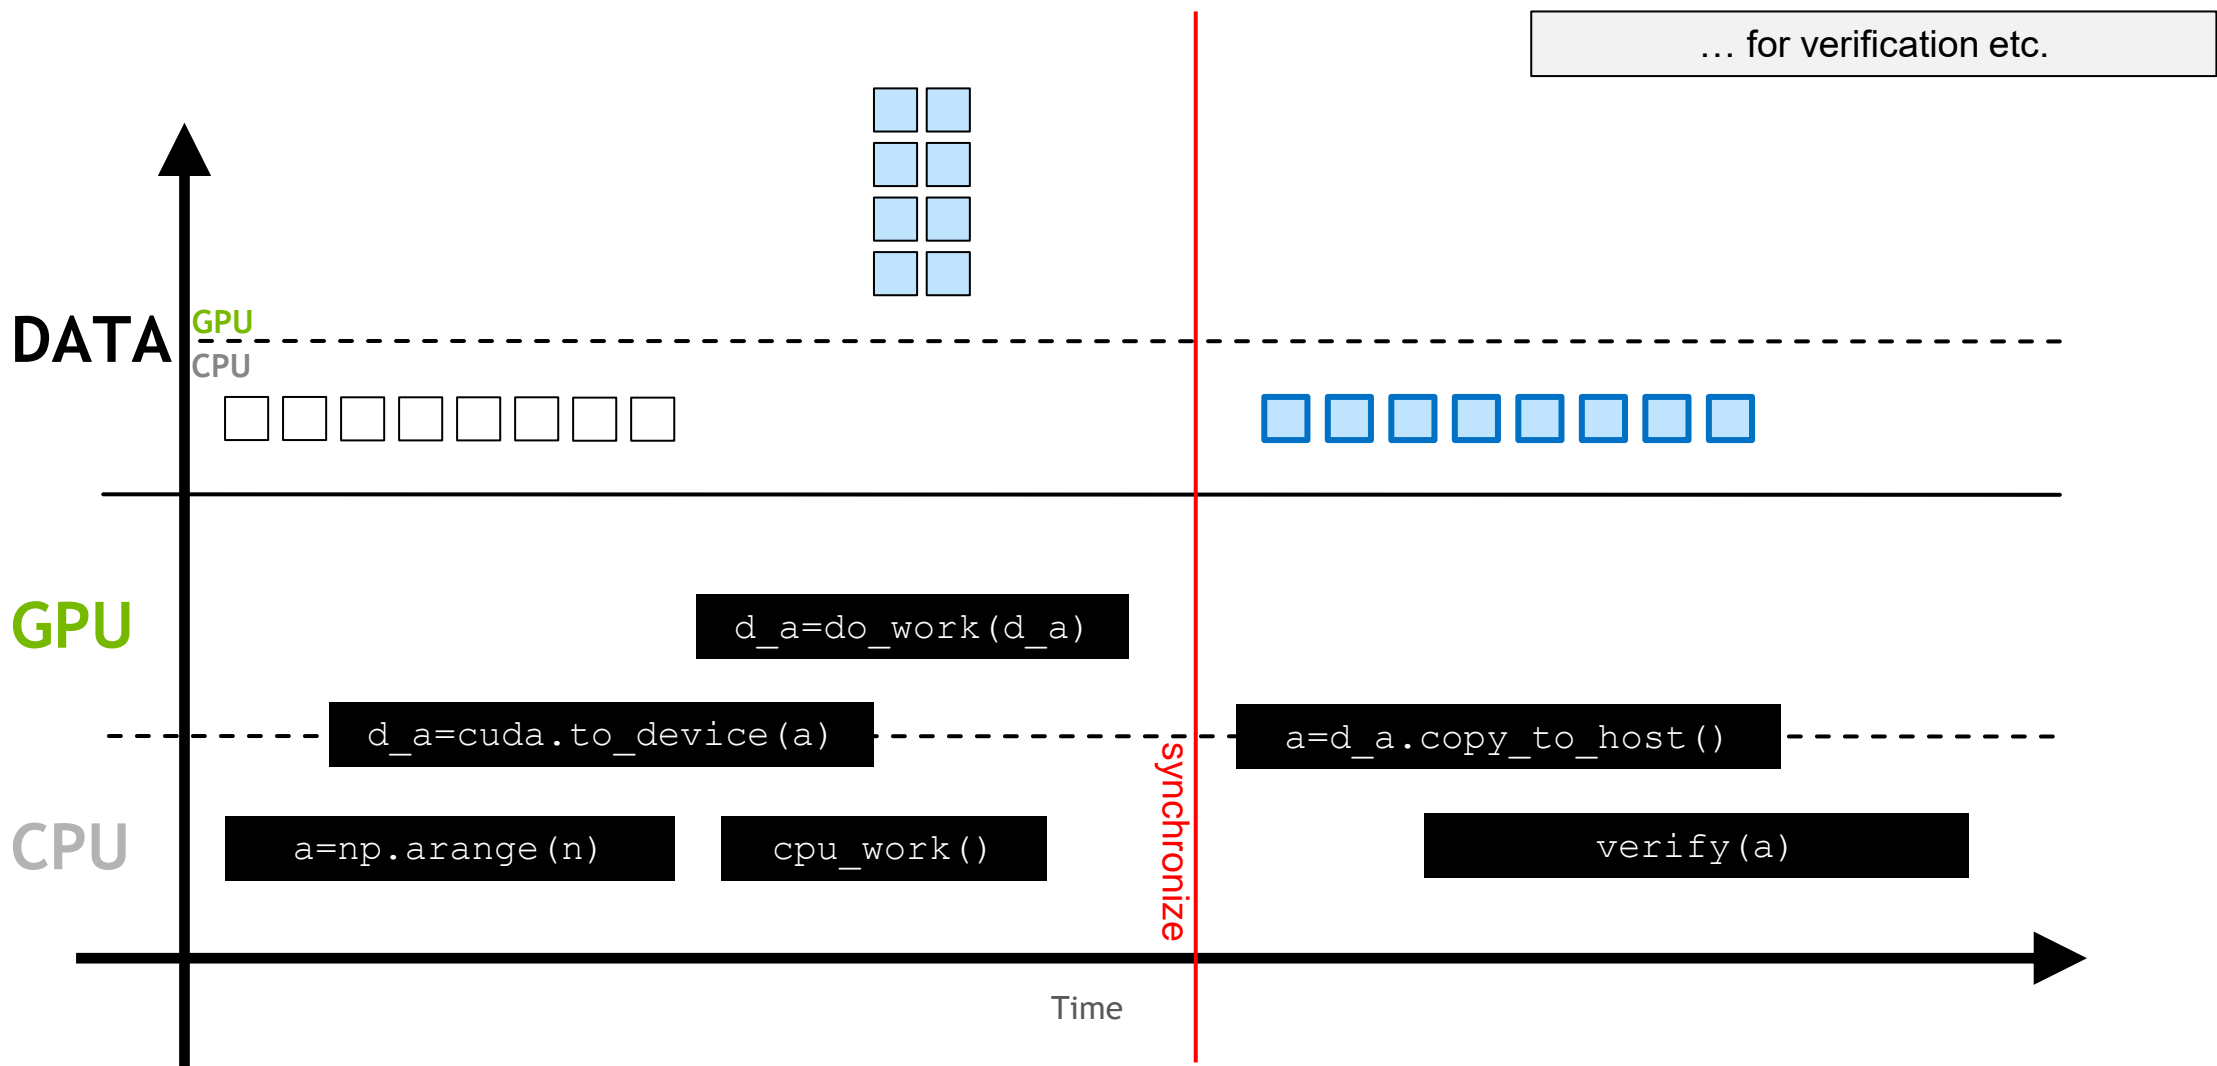 … for verification etc.
DATA
GPU
CPU
GPU
d_a=do_work(d_a)
d_a=cuda.to_device(a)
a=d_a.copy_to_host()
synchronize
CPU
a=np.arange(n)
cpu_work()
verify(a)
Time